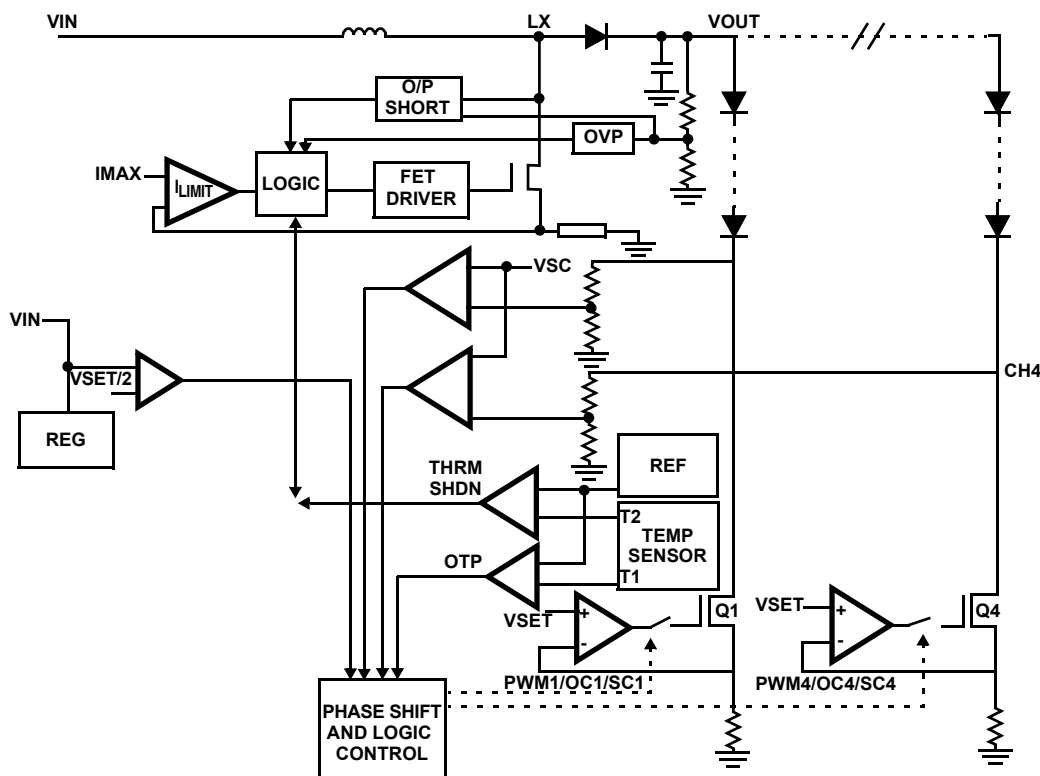 VIN
LX
VOUT
O/P
SHORT
OVP
IMAX
ILIMIT
LOGIC
FET
DRIVER
VSC
VIN
VSET/2
REG
CH4
THRM
SHDN
REF
T2
TEMP
SENSOR
T1
OTP
VSET
+
-
Q1
VSET
+
-
Q4
PWM1/OC1/SC1
PWM4/OC4/SC4
PHASE SHIFT
AND LOGIC
CONTROL